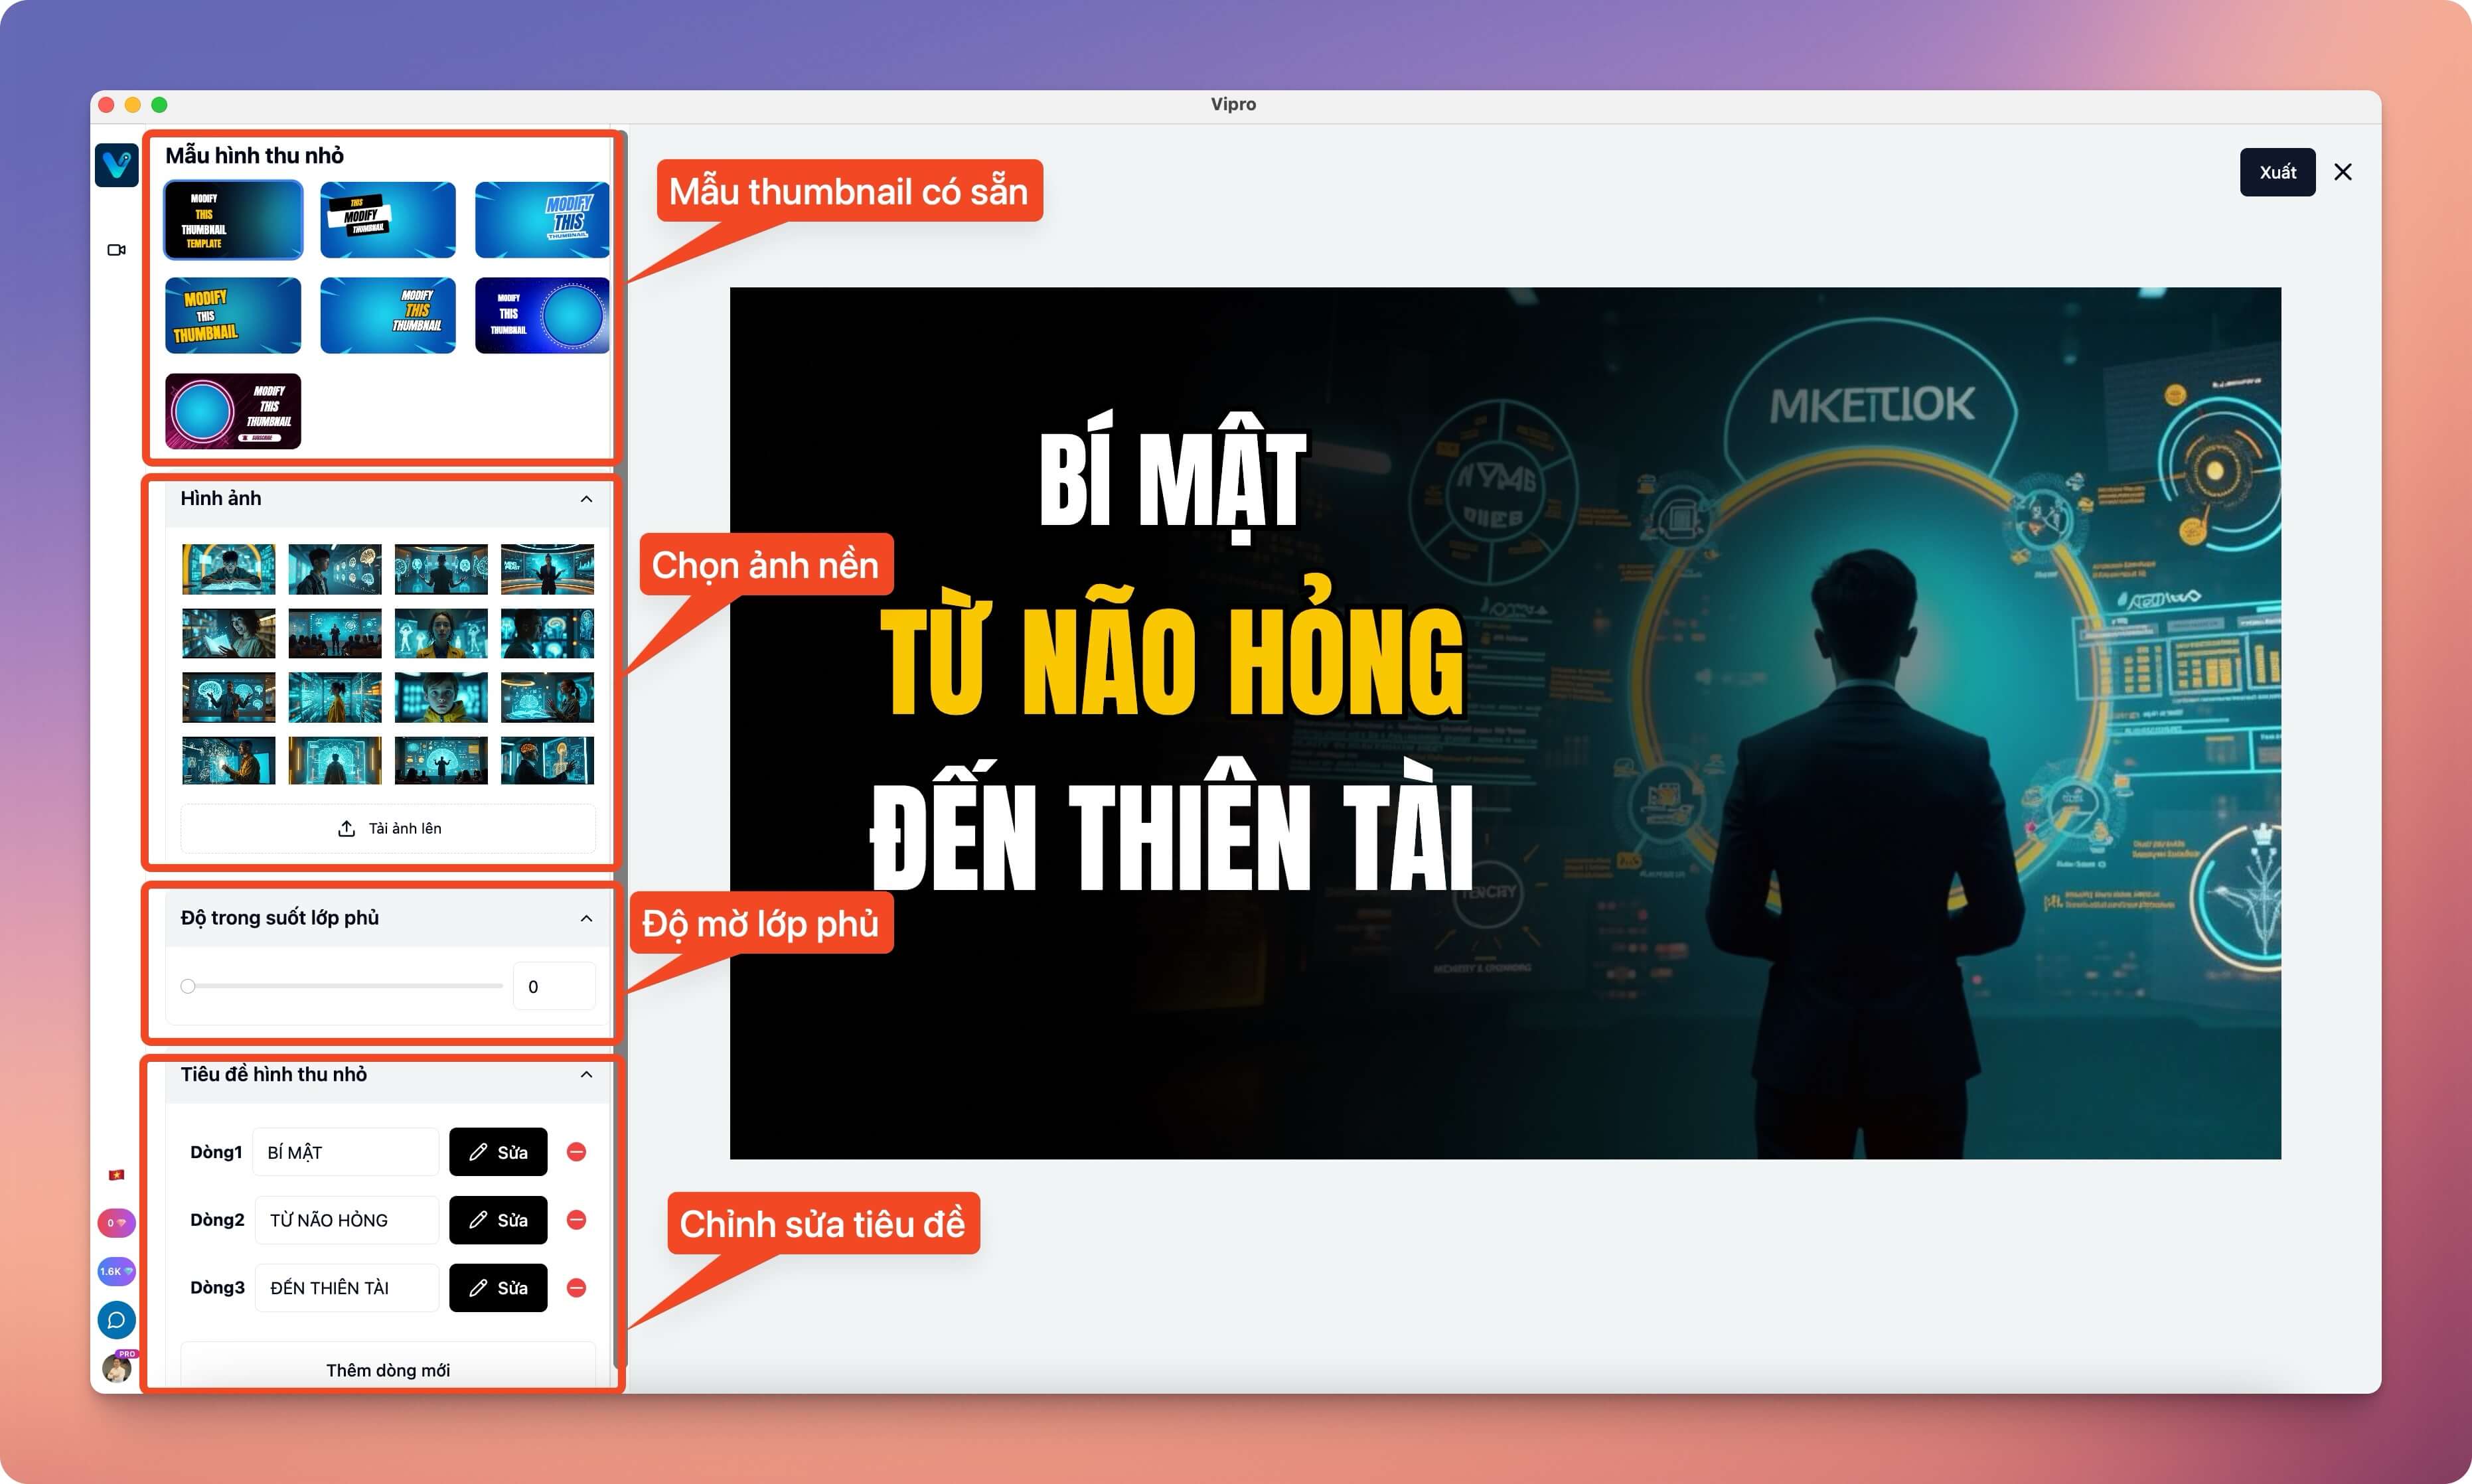 Vipro
Mẫu hình thu nhỏ
MODIFY
THIS
THUMBNAIL
TEMPLATE
THIS
MODIFY
THUMBNAIL
MODIFY
THIS
THUMBNAIL
MODIFY
THIS
THUMBNAIL
MODIFY
THIS
THUMBNAIL
MODIFY
THIS
THUMBNAIL
MODIFY
THIS
THUMBNAIL
SUBSCRIBE
Mẫu thumbnail có sẵn
Xuất
Hình ảnh
Chọn ảnh nền
Tải ảnh lên
Độ trong suốt lớp phủ
0
Độ mờ lớp phủ
Tiêu đề hình thu nhỏ
Dòng1 BÍ MẬT Sửa
Dòng2 TỪ NÃO HỎNG Sửa
Dòng3 ĐẾN THIÊN TÀI Sửa
Thêm dòng mới
Chỉnh sửa tiêu đề
0
1.6K
PRO
BÍ MẬT
TỪ NÃO HỎNG
ĐẾN THIÊN TÀI